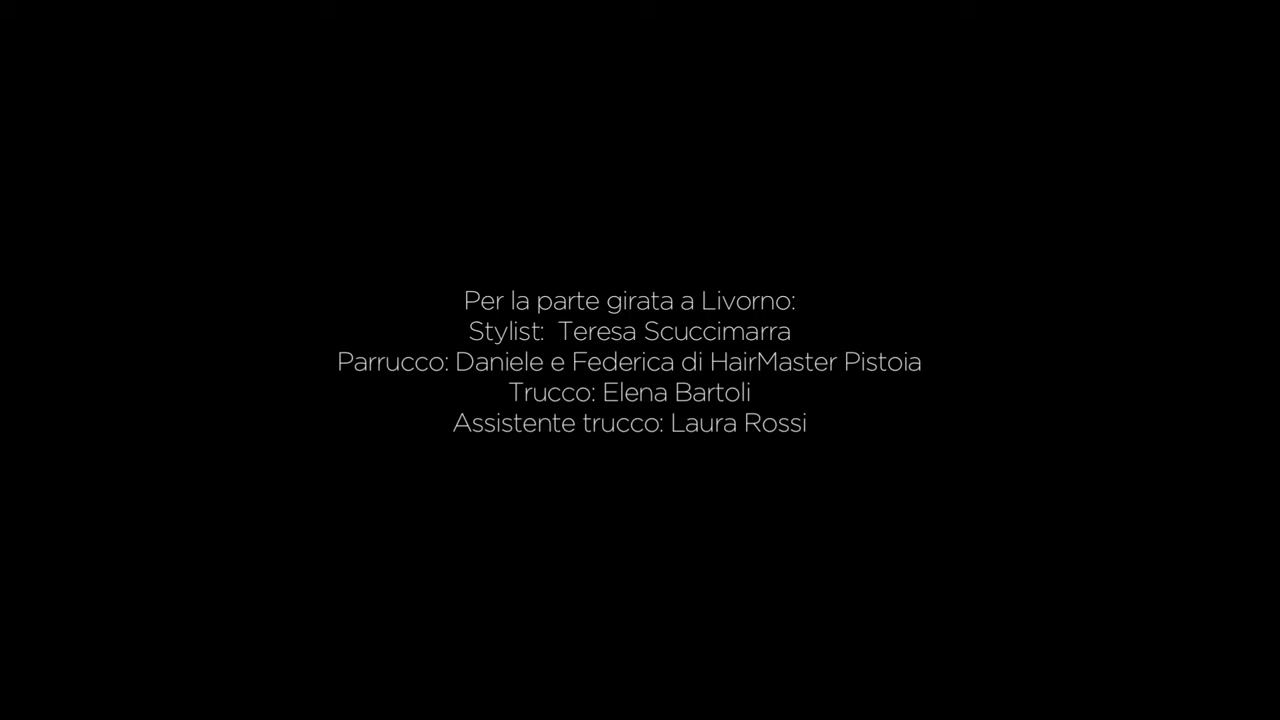 Per la parte girata a Livorno:
Stylist:  Teresa Scuccimarra
Parrucco: Daniele e Federica di HairMaster Pistoia
Trucco: Elena Bartoli
Assistente trucco: Laura Rossi